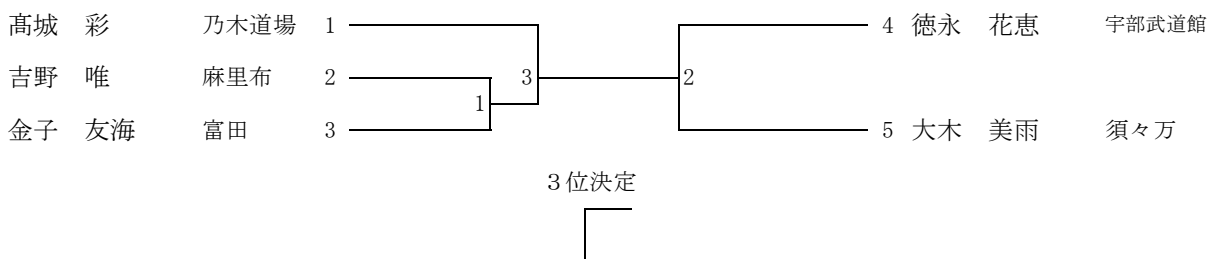 髙城　彩　乃木道場　1
4　徳永　花恵　宇部武道館
吉野　唯　麻里布　2
3
2
1
金子　友海　富田　3
5　大木　美雨　須々万
３位決定